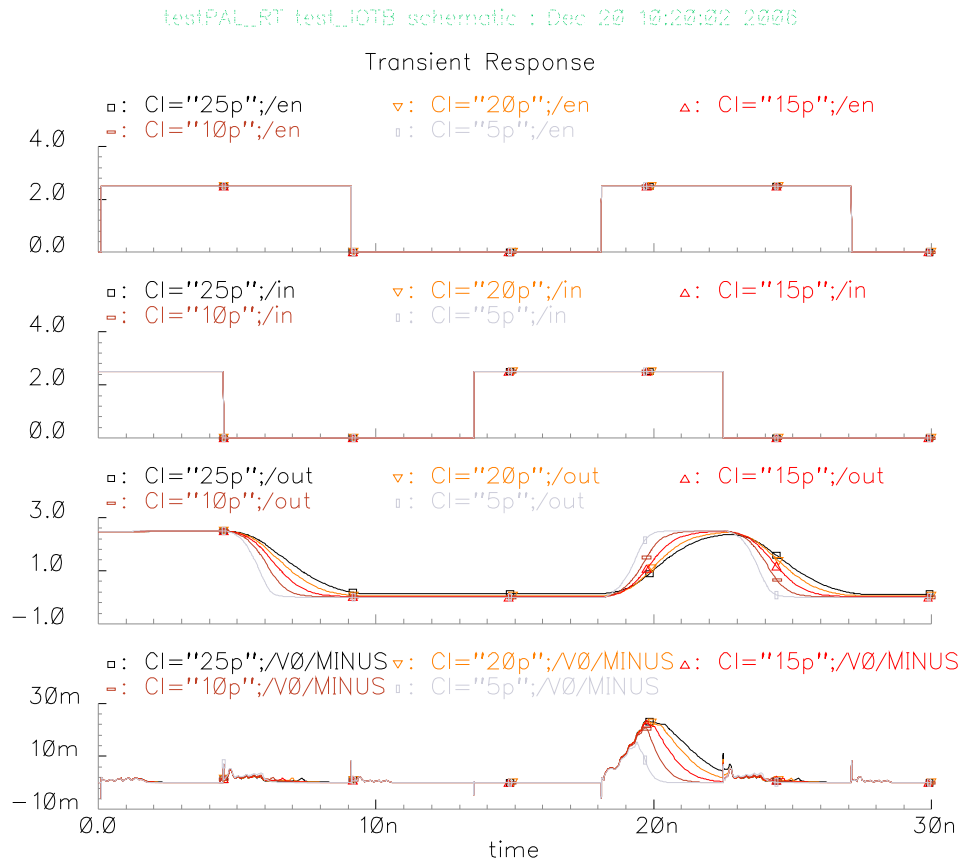 testPAL_RT test_IOTB schematic : Dec 20 10:20:02 2006
Transient Response
▫: Cl="25p";/en ▿: Cl="20p";/en ▵: Cl="15p";/en
▭: Cl="10p";/en ▯: Cl="5p";/en
4.0
2.0
0.0
▫: Cl="25p";/in ▿: Cl="20p";/in ▵: Cl="15p";/in
▭: Cl="10p";/in ▯: Cl="5p";/in
4.0
2.0
0.0
▫: Cl="25p";/out ▿: Cl="20p";/out ▵: Cl="15p";/out
▭: Cl="10p";/out ▯: Cl="5p";/out
3.0
1.0
-1.0
▫: Cl="25p";/V0/MINUS ▿: Cl="20p";/V0/MINUS ▵: Cl="15p";/V0/MINUS
▭: Cl="10p";/V0/MINUS ▯: Cl="5p";/V0/MINUS
30m
10m
-10m
0.0 10n 20n 30n
time